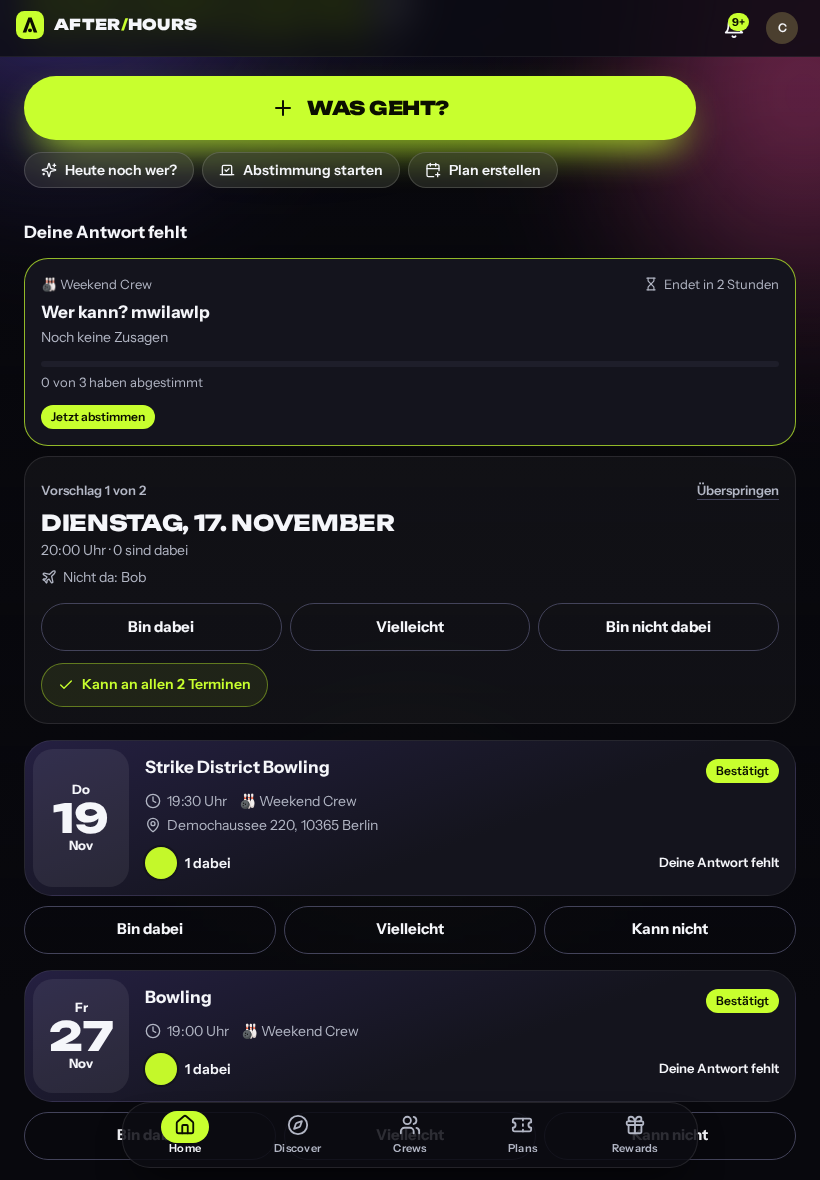 AFTER/HOURS
9+
C
WAS GEHT?
Heute noch wer?
Abstimmung starten
Plan erstellen
Deine Antwort fehlt
Weekend Crew
Endet in 2 Stunden
Wer kann? mwilawlp
Noch keine Zusagen
0 von 3 haben abgestimmt
Jetzt abstimmen
Vorschlag 1 von 2
Überspringen
DIENSTAG, 17. NOVEMBER
20:00 Uhr · 0 sind dabei
Nicht da: Bob
Bin dabei
Vielleicht
Bin nicht dabei
Kann an allen 2 Terminen
Do
19
Nov
Strike District Bowling
Bestätigt
19:30 Uhr
Weekend Crew
Demochaussee 220, 10365 Berlin
1 dabei
Deine Antwort fehlt
Bin dabei
Vielleicht
Kann nicht
Fr
27
Nov
Bowling
Bestätigt
19:00 Uhr
Weekend Crew
1 dabei
Deine Antwort fehlt
Vielleicht
Kann nicht
Home
Discover
Crews
Plans
Rewards